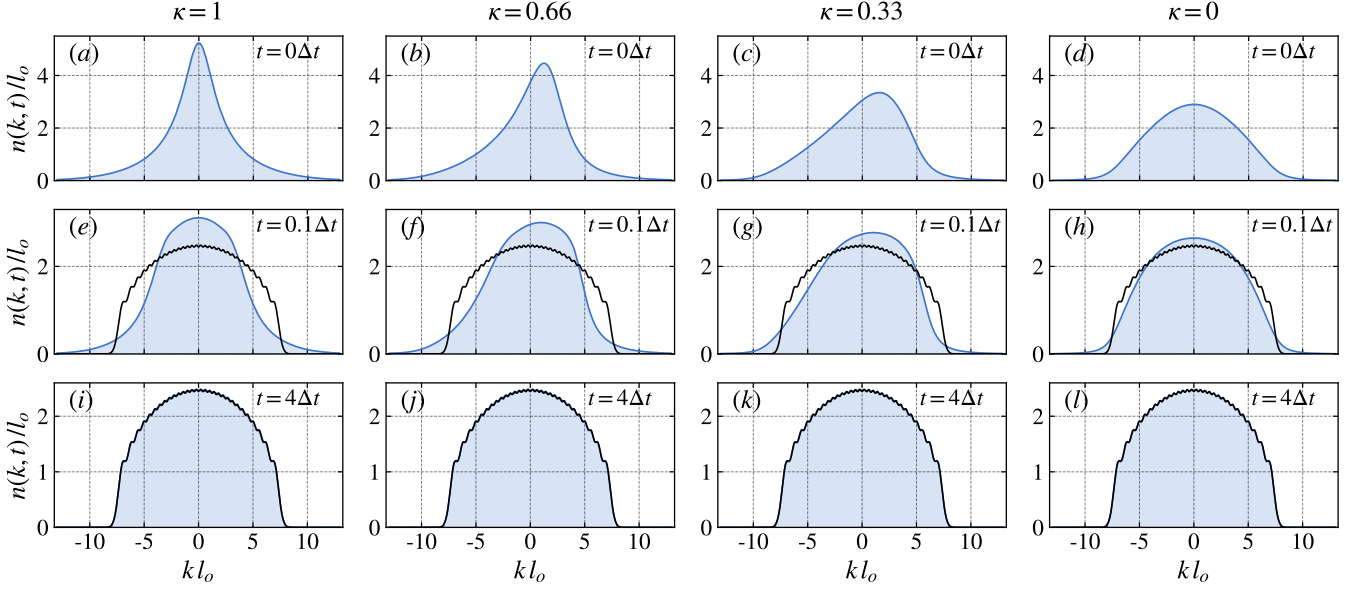 κ = 1 κ = 0.66 κ = 0.33 κ = 0
(a) t = 0Δt (b) t = 0Δt (c) t = 0Δt (d) t = 0Δt
n(k, t)/l_o
4 4 4 4
2 2 2 2
0 0 0 0
(e) t = 0.1Δt (f) t = 0.1Δt (g) t = 0.1Δt (h) t = 0.1Δt
n(k, t)/l_o
2 2 2 2
0 0 0 0
(i) t = 4Δt (j) t = 4Δt (k) t = 4Δt (l) t = 4Δt
n(k, t)/l_o
2 2 2 2
1 1 1 1
0 0 0 0
-10 -5 0 5 10 -10 -5 0 5 10 -10 -5 0 5 10 -10 -5 0 5 10
k l_o k l_o k l_o k l_o